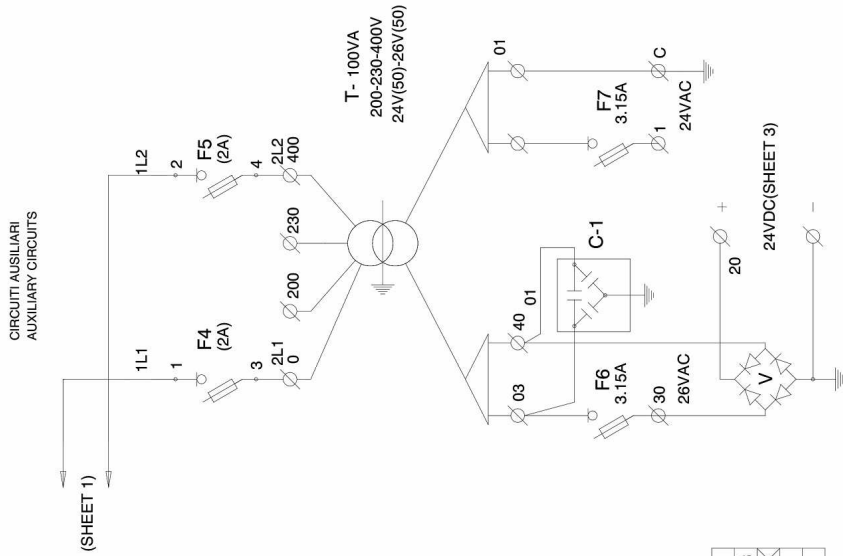 CIRCUITI AUSILIARI
AUXILIARY CIRCUITS
(SHEET 1)
1L1
1L2
1
2
F4
(2A)
F5
(2A)
3
4
2L1
0
200
230
2L2
400
T- 100VA
200-230-400V
24V(50)-26V(50)
03
40
01
C-1
01
F6
3.15A
F7
3.15A
30
26VAC
1
24VAC
C
V
20
+
24VDC(SHEET 3)
-